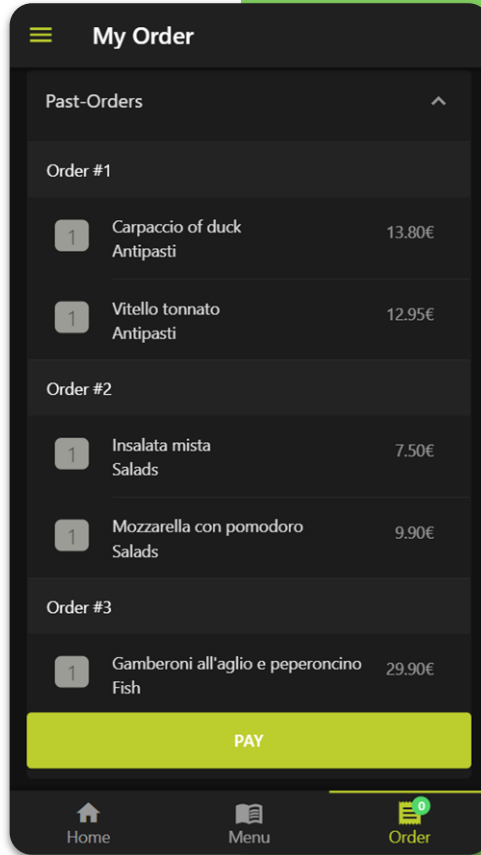 My Order
Past-Orders
Order #1
1 Carpaccio of duck 13.80€
Antipasti
1 Vitello tonnato 12.95€
Antipasti
Order #2
1 Insalata mista 7.50€
Salads
1 Mozzarella con pomodoro 9.90€
Salads
Order #3
1 Gamberoni all'aglio e peperoncino 29.90€
Fish
PAY
0
Home Menu Order